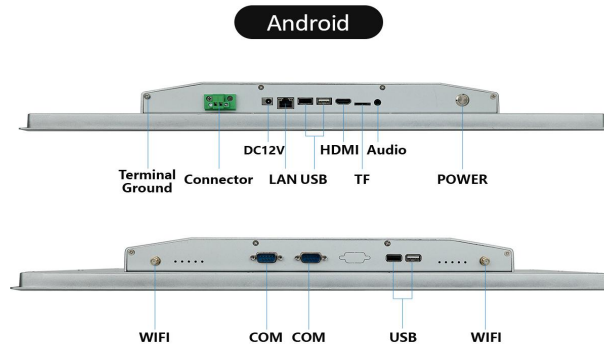 Android
DC12V
HDMI
Audio
Terminal
Ground
Connector
LAN
USB
TF
POWER
WIFI
COM
COM
USB
WIFI